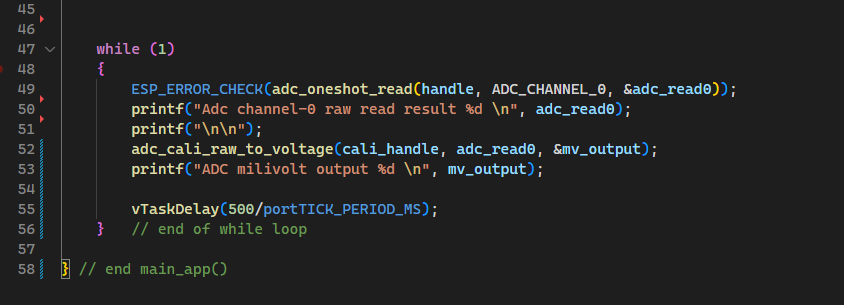 45
46
47 while (1)
48 {
49 ESP_ERROR_CHECK(adc_oneshot_read(handle, ADC_CHANNEL_0, &adc_read0));
50 printf("Adc channel-0 raw read result %d \n", adc_read0);
51 printf("\n\n");
52 adc_cali_raw_to_voltage(cali_handle, adc_read0, &mv_output);
53 printf("ADC milivolt output %d \n", mv_output);
54
55 vTaskDelay(500/portTICK_PERIOD_MS);
56 } // end of while loop
57
58 } // end main_app()